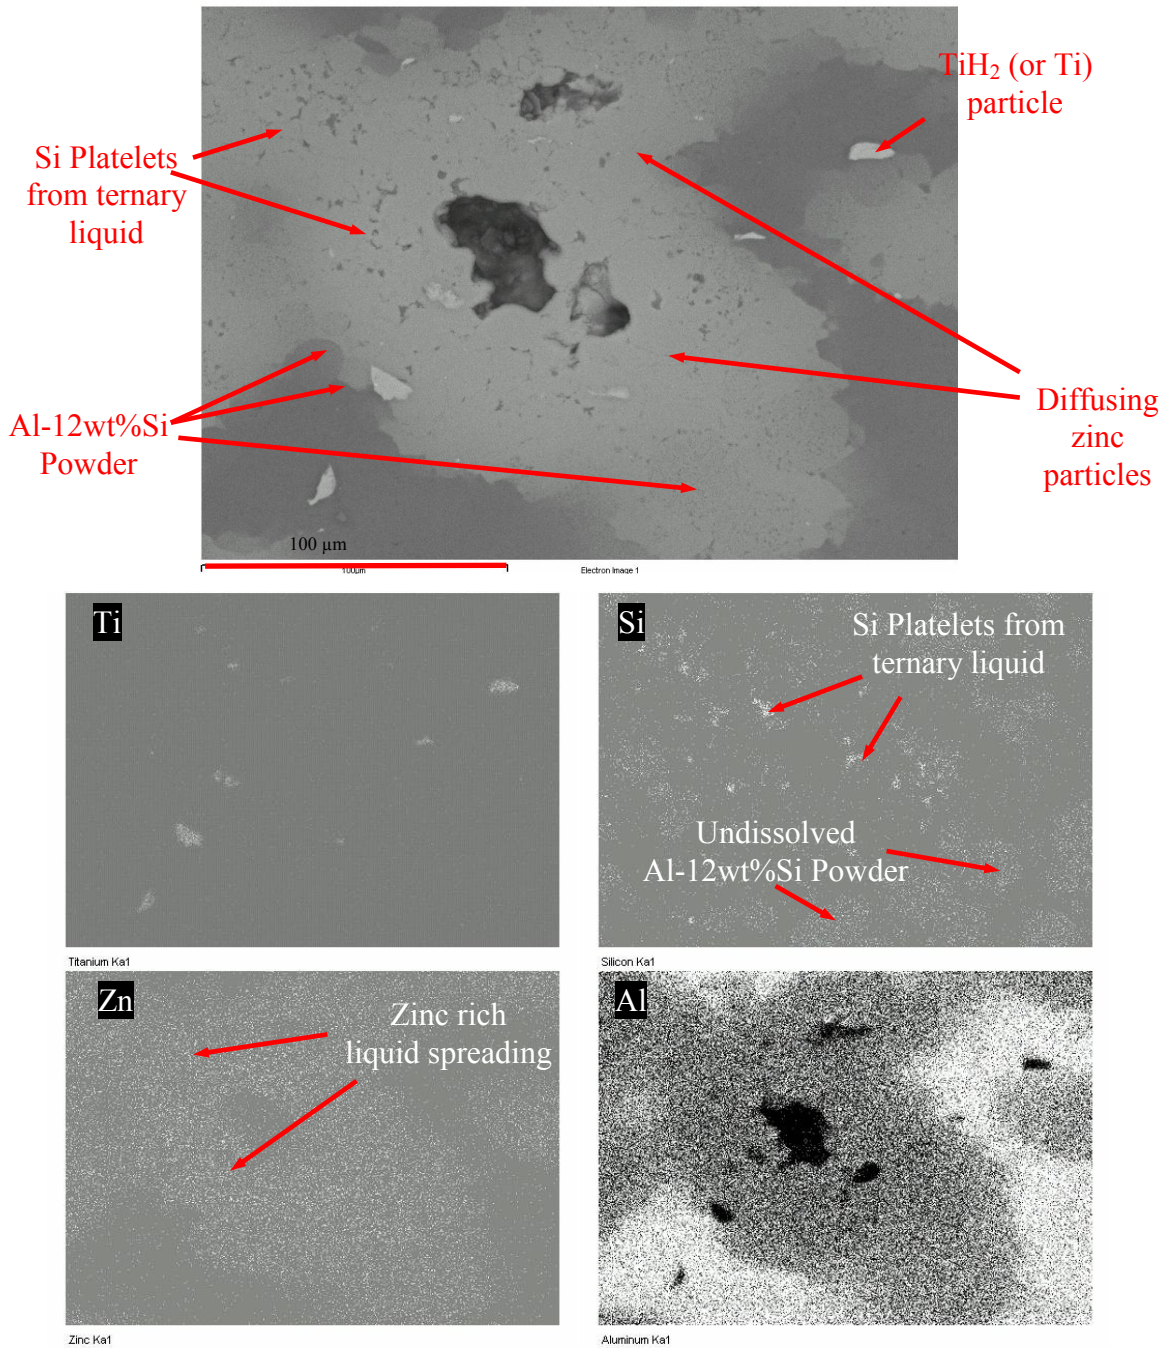 TiH₂ (or Ti)
particle
Si Platelets
from ternary
liquid
Al-12wt%Si
Powder
Diffusing
zinc
particles
100 µm
100µm
Electron Image 1
Ti
Si
Si Platelets from
ternary liquid
Undissolved
Al-12wt%Si Powder
Titanium Ka1
Silicon Ka1
Zn
Zinc rich
liquid spreading
Al
Zinc Ka1
Aluminum Ka1